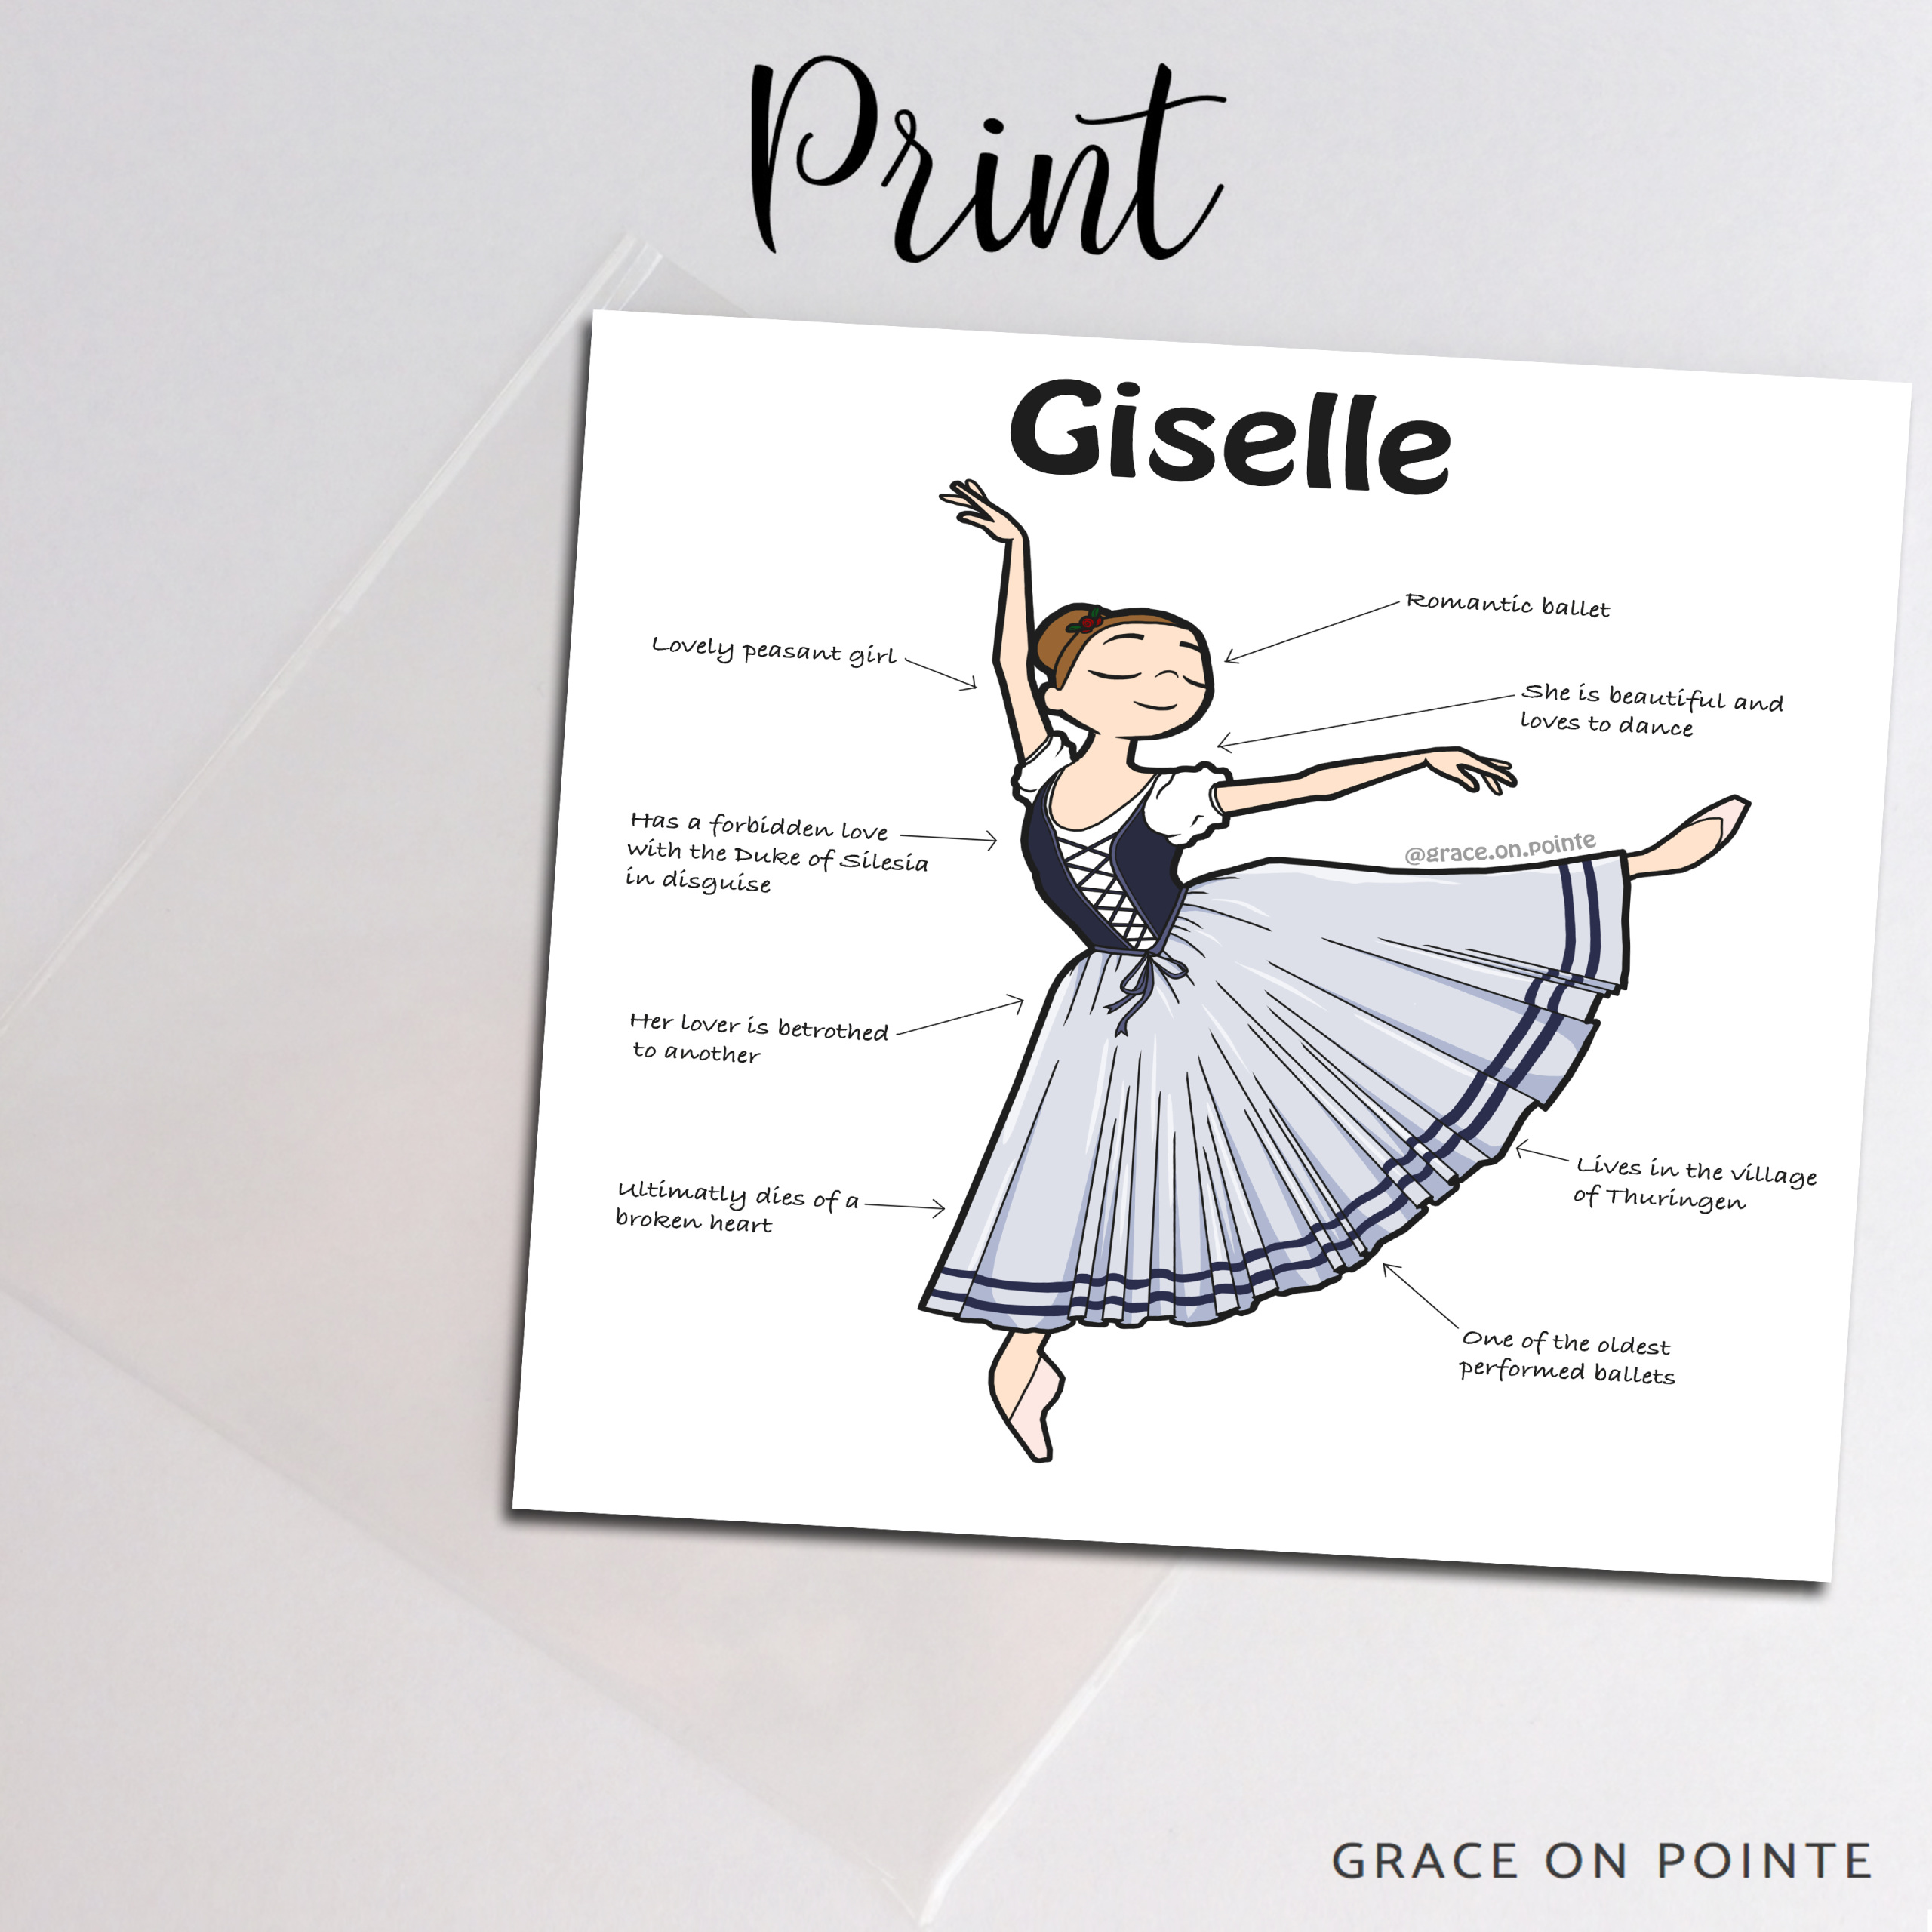 Print
Giselle
Romantic ballet
Lovely peasant girl
She is beautiful and
loves to dance
Has a forbidden love
with the Duke of Silesia
in disguise
@grace.on.pointe
Her lover is betrothed
to another
Lives in the village
of Thuringen
Ultimatly dies of a
broken heart
One of the oldest
performed ballets
GRACE ON POINTE